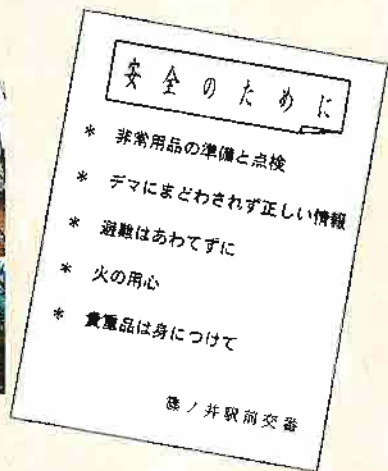 安全のために
* 非常用品の準備と点検
* デマにまどわされず正しい情報
* 避難はあわてずに
* 火の用心
* 貴重品は身につけて
篠ノ井駅前交番